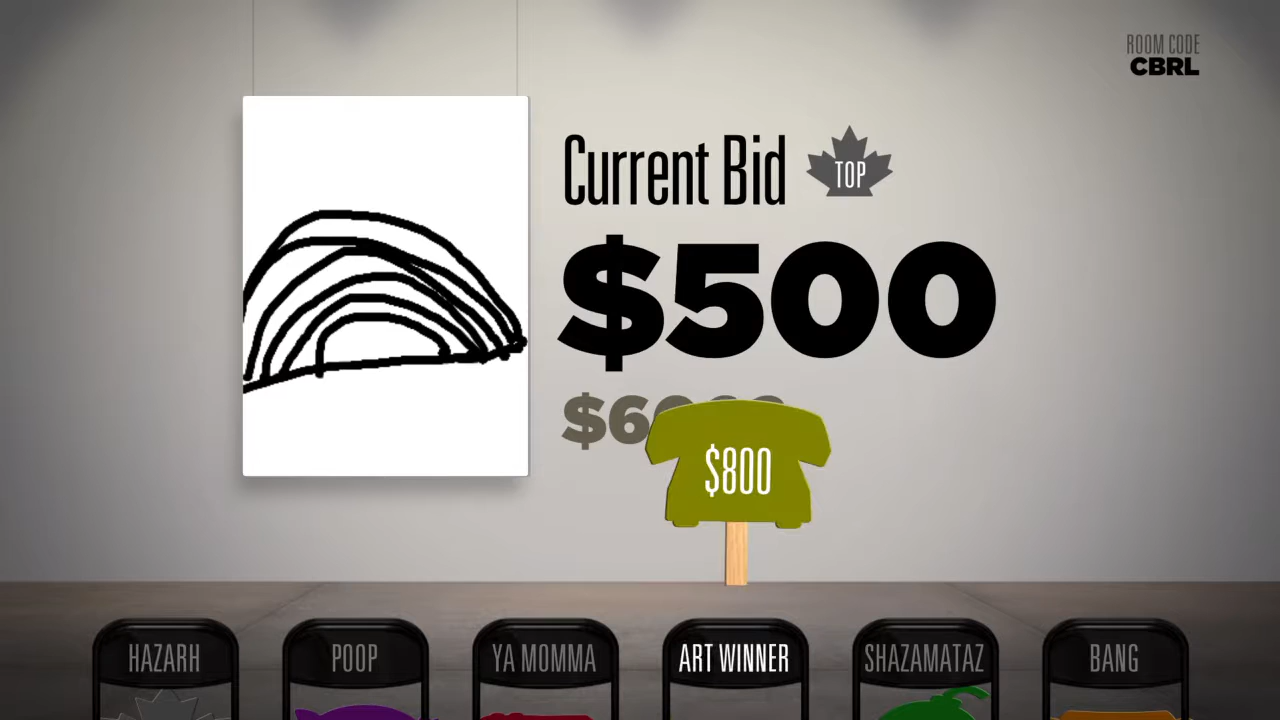 ROOM CODE
CBRL
Current Bid
TOP
$500
$800
HAZARH
POOP
YA MOMMA
ART WINNER
SHAZAMATAZ
BANG